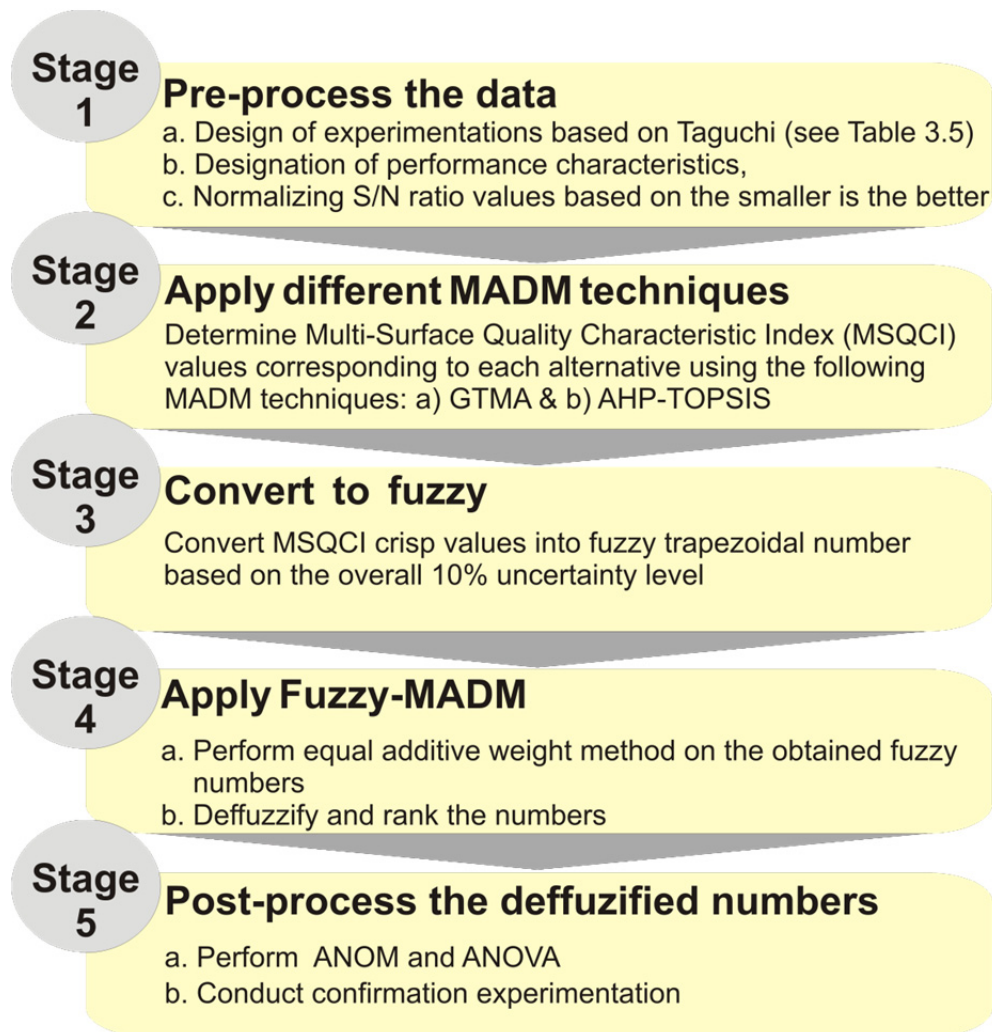 Stage
1
Pre-process the data
a. Design of experimentations based on Taguchi (see Table 3.5)
b. Designation of performance characteristics,
c. Normalizing S/N ratio values based on the smaller is the better
Stage
2
Apply different MADM techniques
Determine Multi-Surface Quality Characteristic Index (MSQCI)
values corresponding to each alternative using the following
MADM techniques: a) GTMA & b) AHP-TOPSIS
Stage
3
Convert to fuzzy
Convert MSQCI crisp values into fuzzy trapezoidal number
based on the overall 10% uncertainty level
Stage
4
Apply Fuzzy-MADM
a. Perform equal additive weight method on the obtained fuzzy
numbers
b. Deffuzzify and rank the numbers
Stage
5
Post-process the deffuzified numbers
a. Perform ANOM and ANOVA
b. Conduct confirmation experimentation